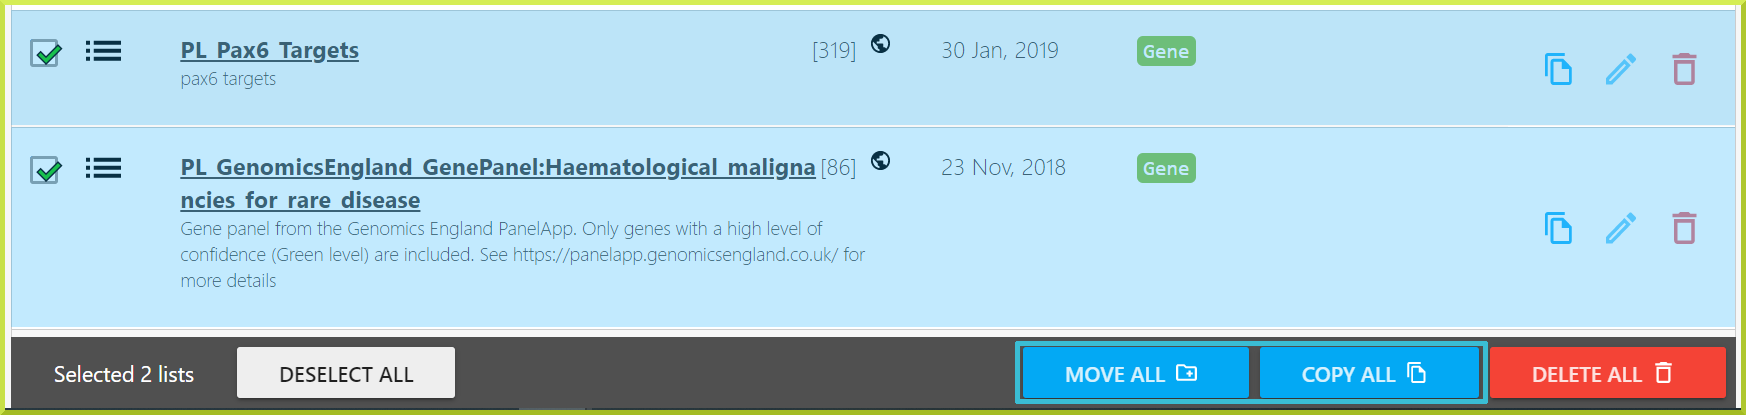 PL_Pax6_Targets [319] 30 Jan, 2019 Gene
pax6 targets
PL_GenomicsEngland_GenePanel:Haematological_maligna [86] 23 Nov, 2018 Gene
ncies_for_rare_disease
Gene panel from the Genomics England PanelApp. Only genes with a high level of
confidence (Green level) are included. See https://panelapp.genomicsengland.co.uk/ for
more details
Selected 2 lists DESELECT ALL MOVE ALL COPY ALL DELETE ALL